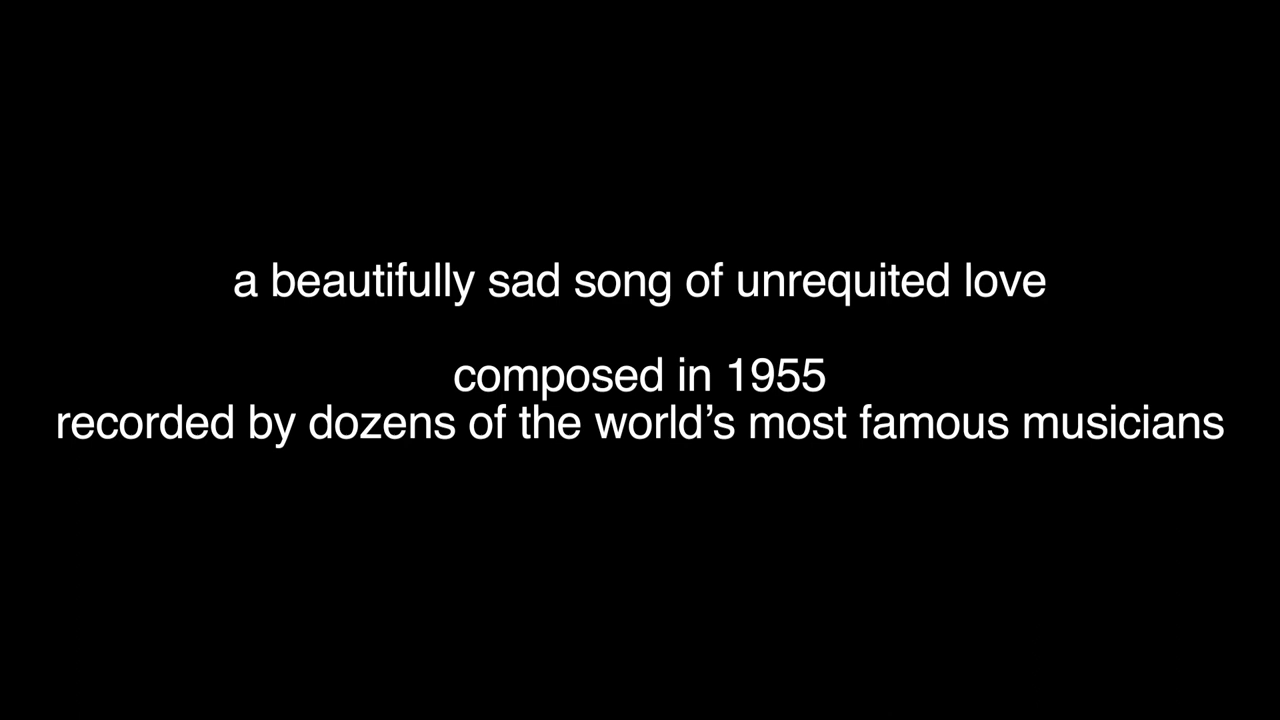 a beautifully sad song of unrequited love
composed in 1955
recorded by dozens of the world’s most famous musicians